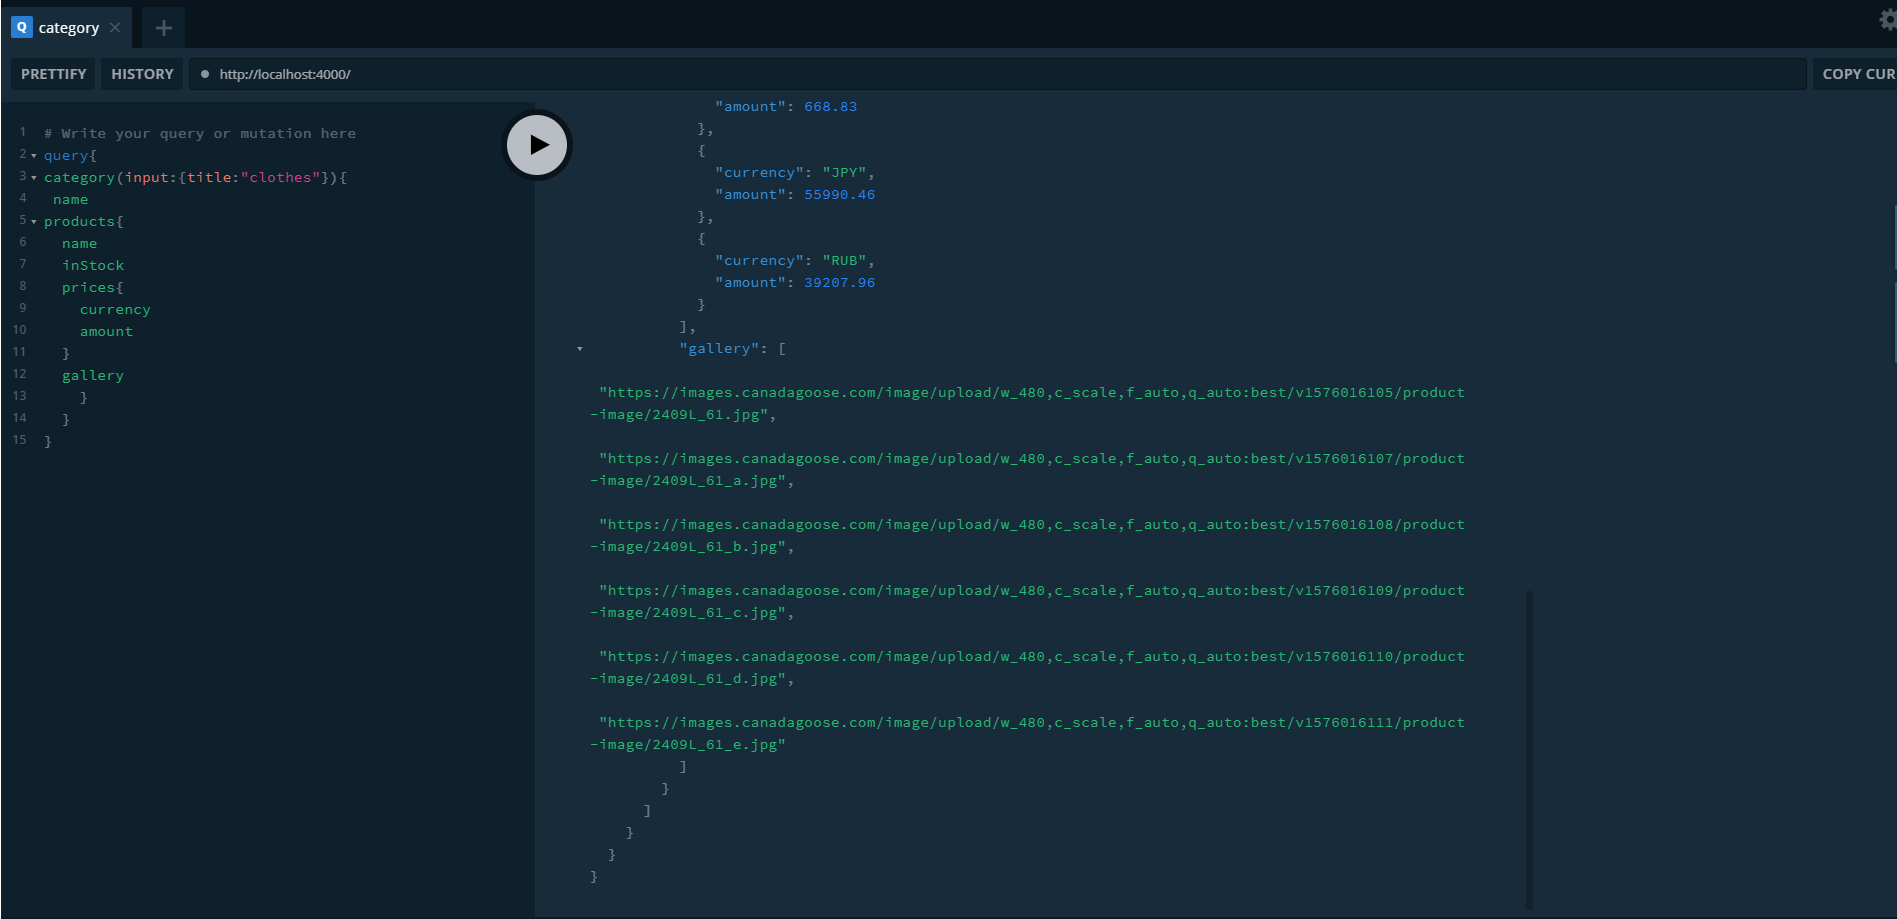 Q category ×
PRETTIFY HISTORY http://localhost:4000/ COPY CUR
1 # Write your query or mutation here
2 query{
3 category(input:{title:"clothes"}){
4 name
5 products{
6 name
7 inStock
8 prices{
9 currency
10 amount
11 }
12 gallery
13 }
14 }
15 }
"amount": 668.83
},
{
"currency": "JPY",
"amount": 55990.46
},
{
"currency": "RUB",
"amount": 39207.96
}
],
"gallery": [
"https://images.canadagoose.com/image/upload/w_480,c_scale,f_auto,q_auto:best/v1576016105/product
-image/2409L_61.jpg",
"https://images.canadagoose.com/image/upload/w_480,c_scale,f_auto,q_auto:best/v1576016107/product
-image/2409L_61_a.jpg",
"https://images.canadagoose.com/image/upload/w_480,c_scale,f_auto,q_auto:best/v1576016108/product
-image/2409L_61_b.jpg",
"https://images.canadagoose.com/image/upload/w_480,c_scale,f_auto,q_auto:best/v1576016109/product
-image/2409L_61_c.jpg",
"https://images.canadagoose.com/image/upload/w_480,c_scale,f_auto,q_auto:best/v1576016110/product
-image/2409L_61_d.jpg",
"https://images.canadagoose.com/image/upload/w_480,c_scale,f_auto,q_auto:best/v1576016111/product
-image/2409L_61_e.jpg"
]
}
]
}
}
}